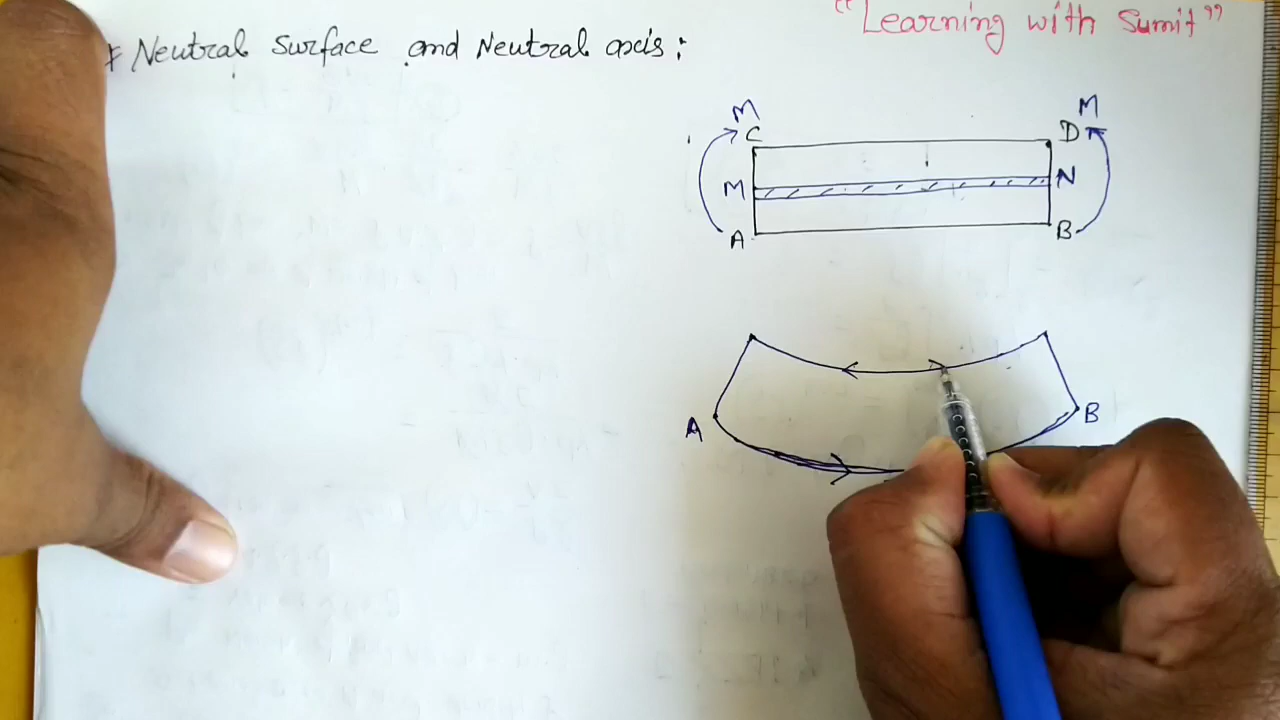 "Learning with Sumit"
* Neutral Surface and Neutral axis:
M M
C D
M N
A B
A B